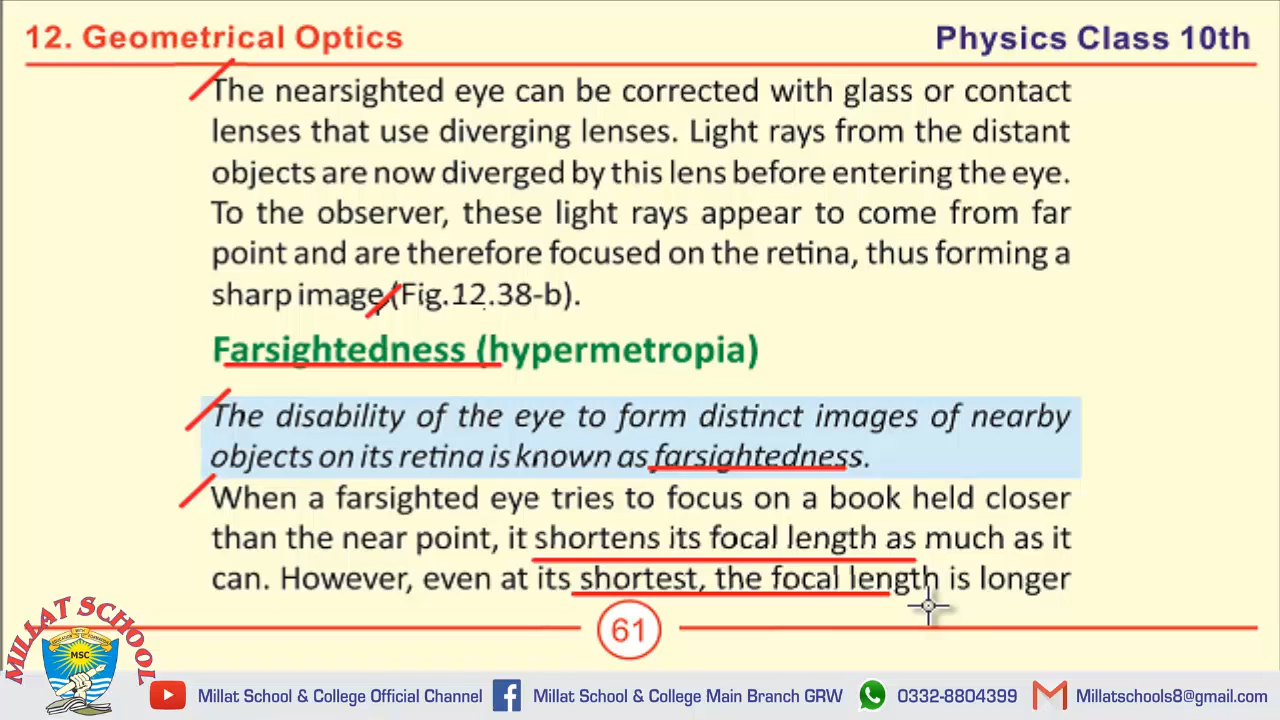 12. Geometrical Optics
Physics Class 10th
The nearsighted eye can be corrected with glass or contact
lenses that use diverging lenses. Light rays from the distant
objects are now diverged by this lens before entering the eye.
To the observer, these light rays appear to come from far
point and are therefore focused on the retina, thus forming a
sharp image (Fig.12.38-b).
Farsightedness (hypermetropia)
The disability of the eye to form distinct images of nearby
objects on its retina is known as farsightedness.
When a farsighted eye tries to focus on a book held closer
than the near point, it shortens its focal length as much as it
can. However, even at its shortest, the focal length is longer
61
MILLAT SCHOOL
MSC
Millat School & College Official Channel
Millat School & College Main Branch GRW
0332-8804399
Millatschools8@gmail.com